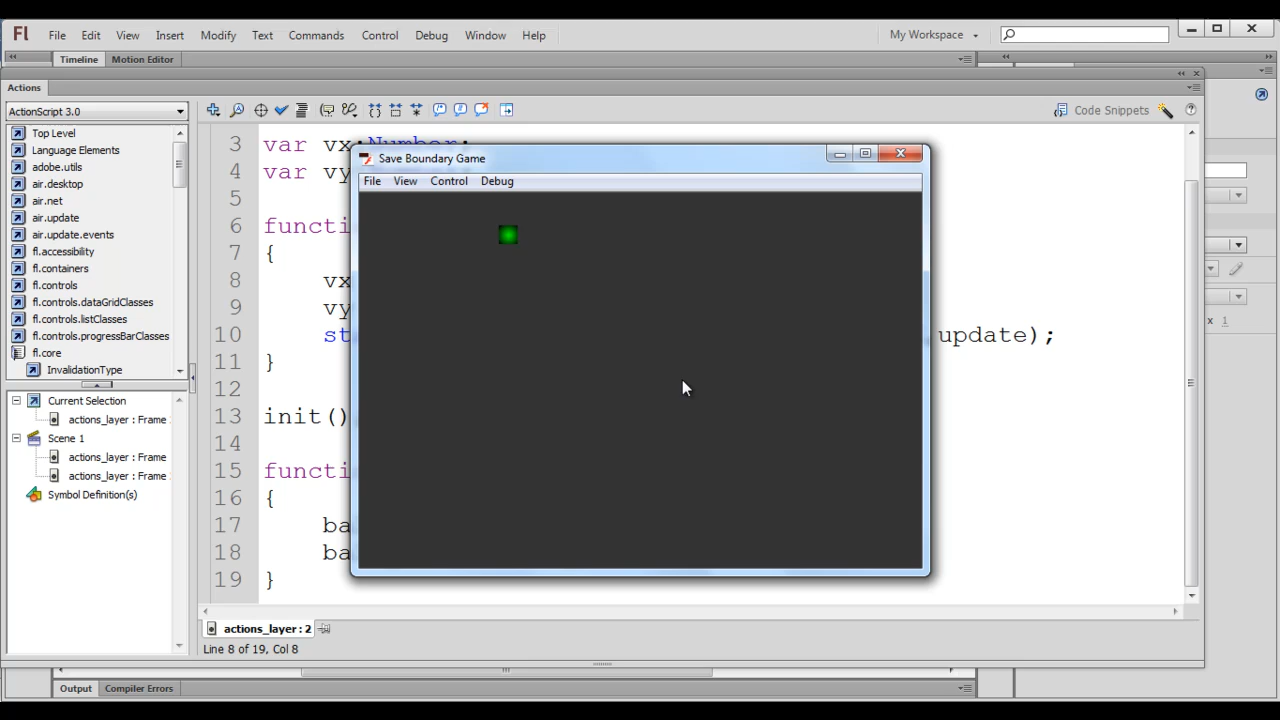 Fl File Edit View Insert Modify Text Commands Control Debug Window Help My Workspace
Timeline Motion Editor
Actions
ActionScript 3.0 Code Snippets
Top Level
Language Elements
adobe.utils
air.desktop
air.net
air.update
air.update.events
fl.accessibility
fl.containers
fl.controls
fl.controls.dataGridClasses
fl.controls.listClasses
fl.controls.progressBarClasses
fl.core
InvalidationType
Current Selection
actions_layer : Frame
Scene 1
actions_layer : Frame
actions_layer : Frame
Symbol Definition(s)
3 var vx:Number;
4 var vy
5
6 functi
7 {
8 vx
9 vy
10 st update);
11 }
12
13 init()
14
15 functi
16 {
17 ba
18 ba
19 }
Save Boundary Game
File View Control Debug
x 1
actions_layer : 2
Line 8 of 19, Col 8
Output Compiler Errors